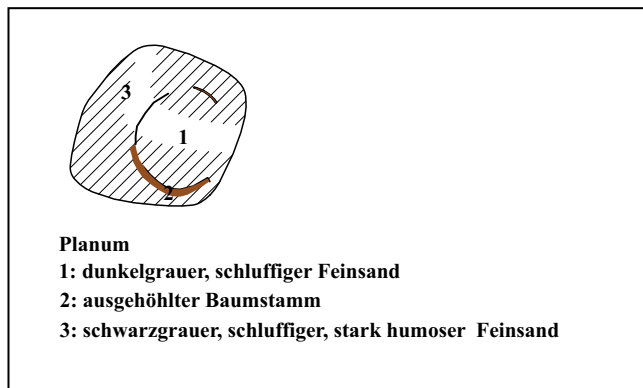 3
1
2
Planum
1: dunkelgrauer, schluffiger Feinsand
2: ausgehöhlter Baumstamm
3: schwarzgrauer, schluffiger, stark humoser Feinsand